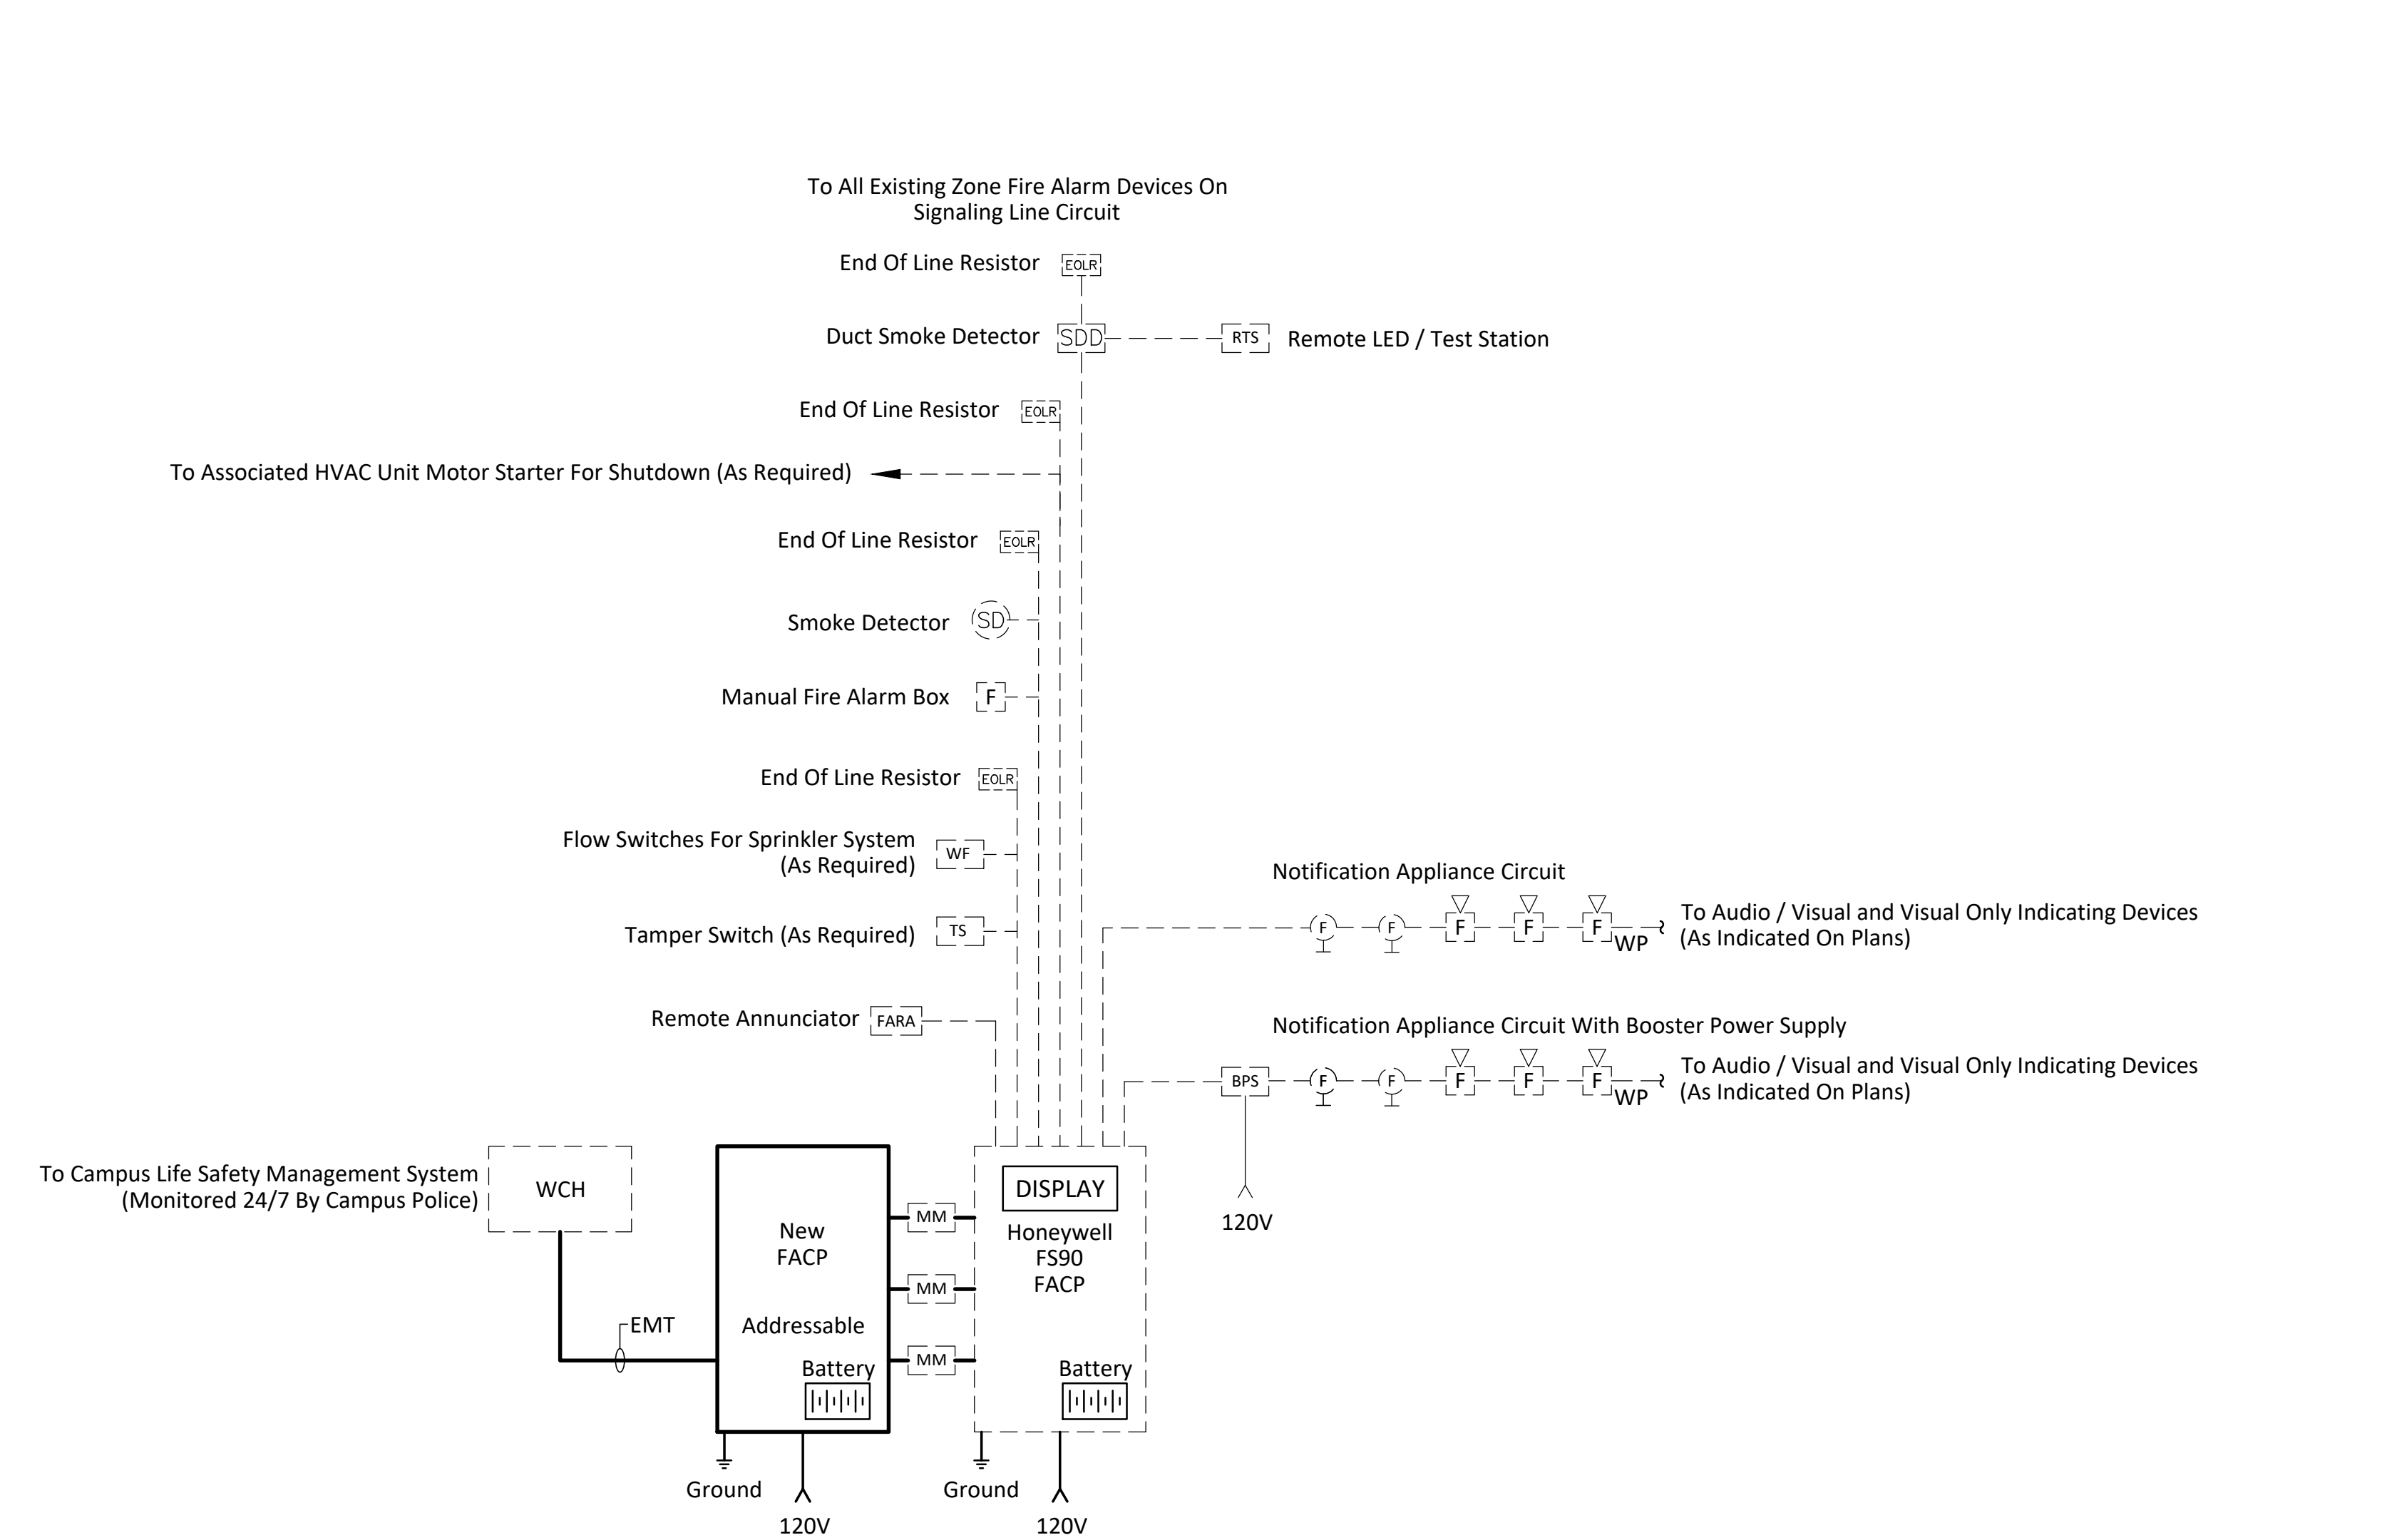 To All Existing Zone Fire Alarm Devices On
Signaling Line Circuit
End Of Line Resistor
EOLR
Duct Smoke Detector
SDD
RTS
Remote LED / Test Station
End Of Line Resistor
EOLR
To Associated HVAC Unit Motor Starter For Shutdown (As Required)
End Of Line Resistor
EOLR
Smoke Detector
SD
Manual Fire Alarm Box
F
End Of Line Resistor
EOLR
Flow Switches For Sprinkler System
(As Required)
WF
Tamper Switch (As Required)
TS
Remote Annunciator
FARA
Notification Appliance Circuit
F
F
F
F
F
WP
To Audio / Visual and Visual Only Indicating Devices
(As Indicated On Plans)
Notification Appliance Circuit With Booster Power Supply
BPS
F
F
F
F
F
WP
To Audio / Visual and Visual Only Indicating Devices
(As Indicated On Plans)
120V
To Campus Life Safety Management System
(Monitored 24/7 By Campus Police)
WCH
EMT
New
FACP
Addressable
Battery
Ground
120V
MM
MM
MM
DISPLAY
Honeywell
FS90
FACP
Battery
Ground
120V